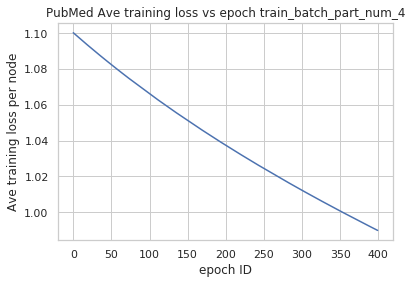 PubMed Ave training loss vs epoch train_batch_part_num_4
1.10
1.08
1.06
1.04
1.02
1.00
Ave training loss per node
0 50 100 150 200 250 300 350 400
epoch ID